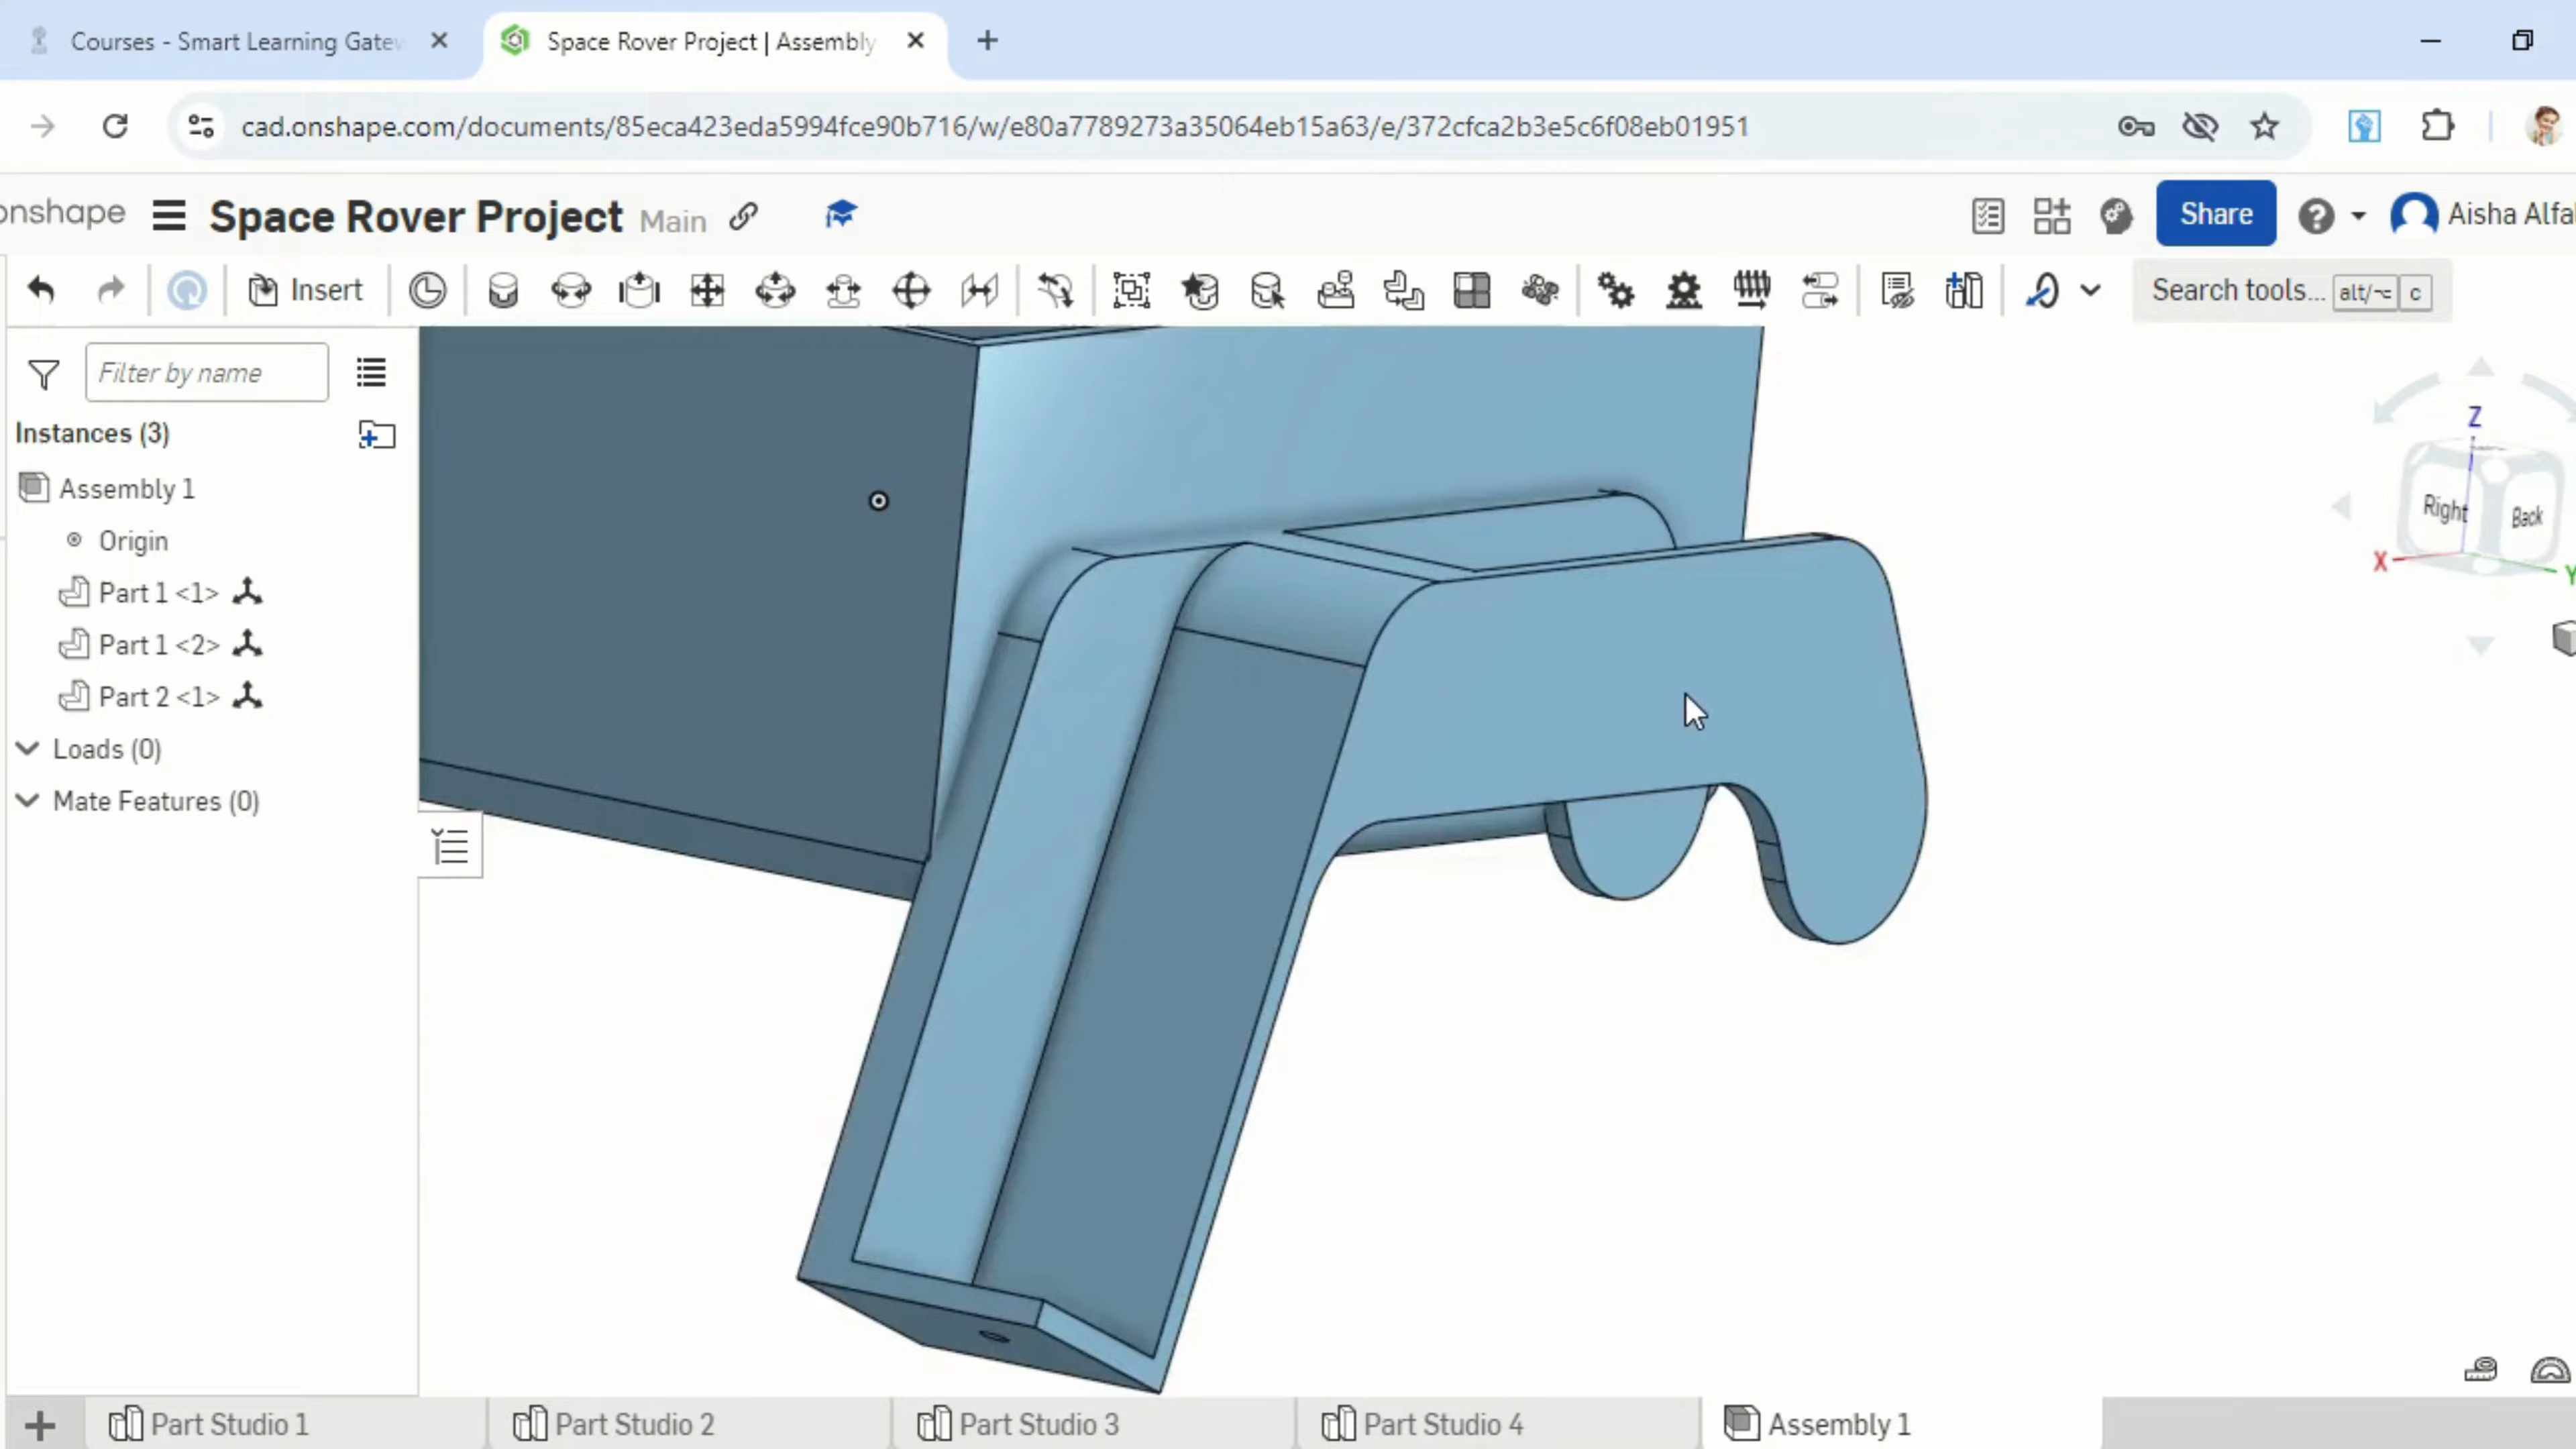 Courses - Smart Learning Gatew
Space Rover Project | Assembly
cad.onshape.com/documents/85eca423eda5994fce90b716/w/e80a7789273a35064eb15a63/e/372cfca2b3e5c6f08eb01951
onshape Space Rover Project Main
Share
Aisha Alfal
Insert
Search tools... alt/⌥ c
Filter by name
Instances (3)
Assembly 1
Origin
Part 1 <1>
Part 1 <2>
Part 2 <1>
Loads (0)
Mate Features (0)
Z
Right
Back
X
Y
Part Studio 1
Part Studio 2
Part Studio 3
Part Studio 4
Assembly 1